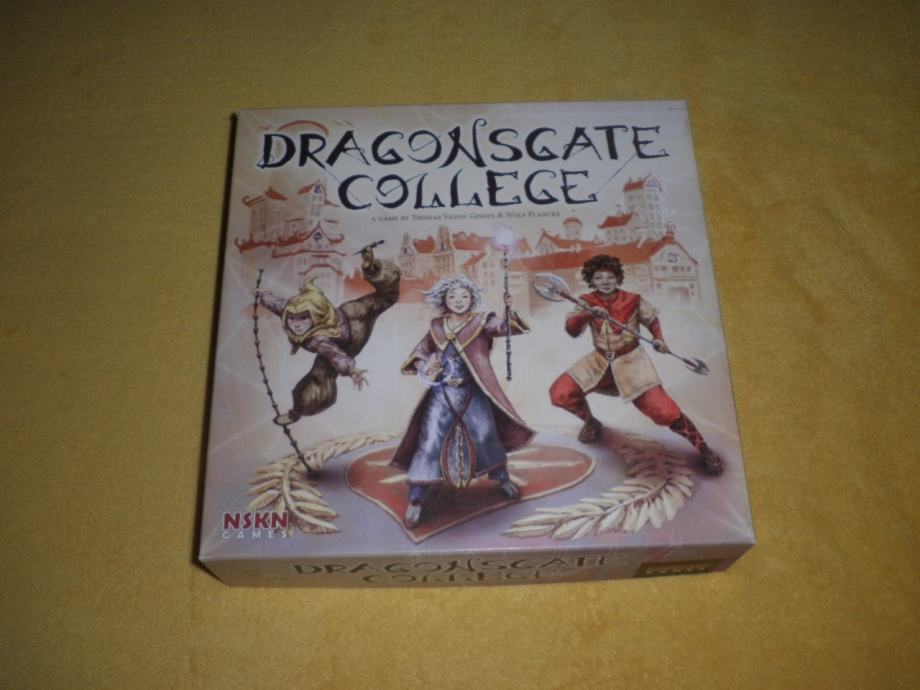 DRAGONSGATE
COLLEGE
A GAME BY THOMAS VANDE GINSTE & WOLF PLANCKE
NSKN
GAMES
DRAGONSGATE
COLLEGE